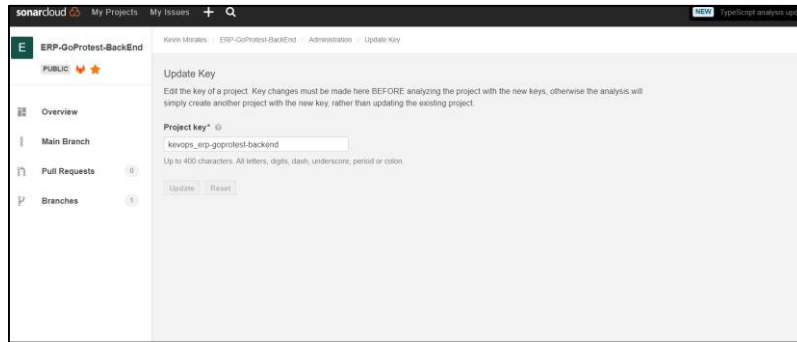 sonarcloud My Projects My Issues
NEW TypeScript analysis upd
E ERP-GoProtest-BackEnd
PUBLIC
Kevin Morales / ERP-GoProtest-BackEnd / Administration / Update Key
Update Key
Edit the key of a project. Key changes must be made here BEFORE analyzing the project with the new keys, otherwise the analysis will
simply create another project with the new key, rather than updating the existing project.
Project key*
kevops_erp-goprotest-backend
Up to 400 characters. All letters, digits, dash, underscore, period or colon.
Update Reset
Overview
Main Branch
Pull Requests 0
Branches 1